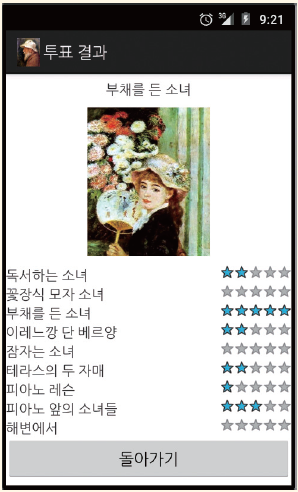 3G 9:21
투표 결과
부채를 든 소녀
독서하는 소녀
꽃장식 모자 소녀
부채를 든 소녀
이레느깡 단 베르양
잠자는 소녀
테라스의 두 자매
피아노 레슨
피아노 앞의 소녀들
해변에서
돌아가기